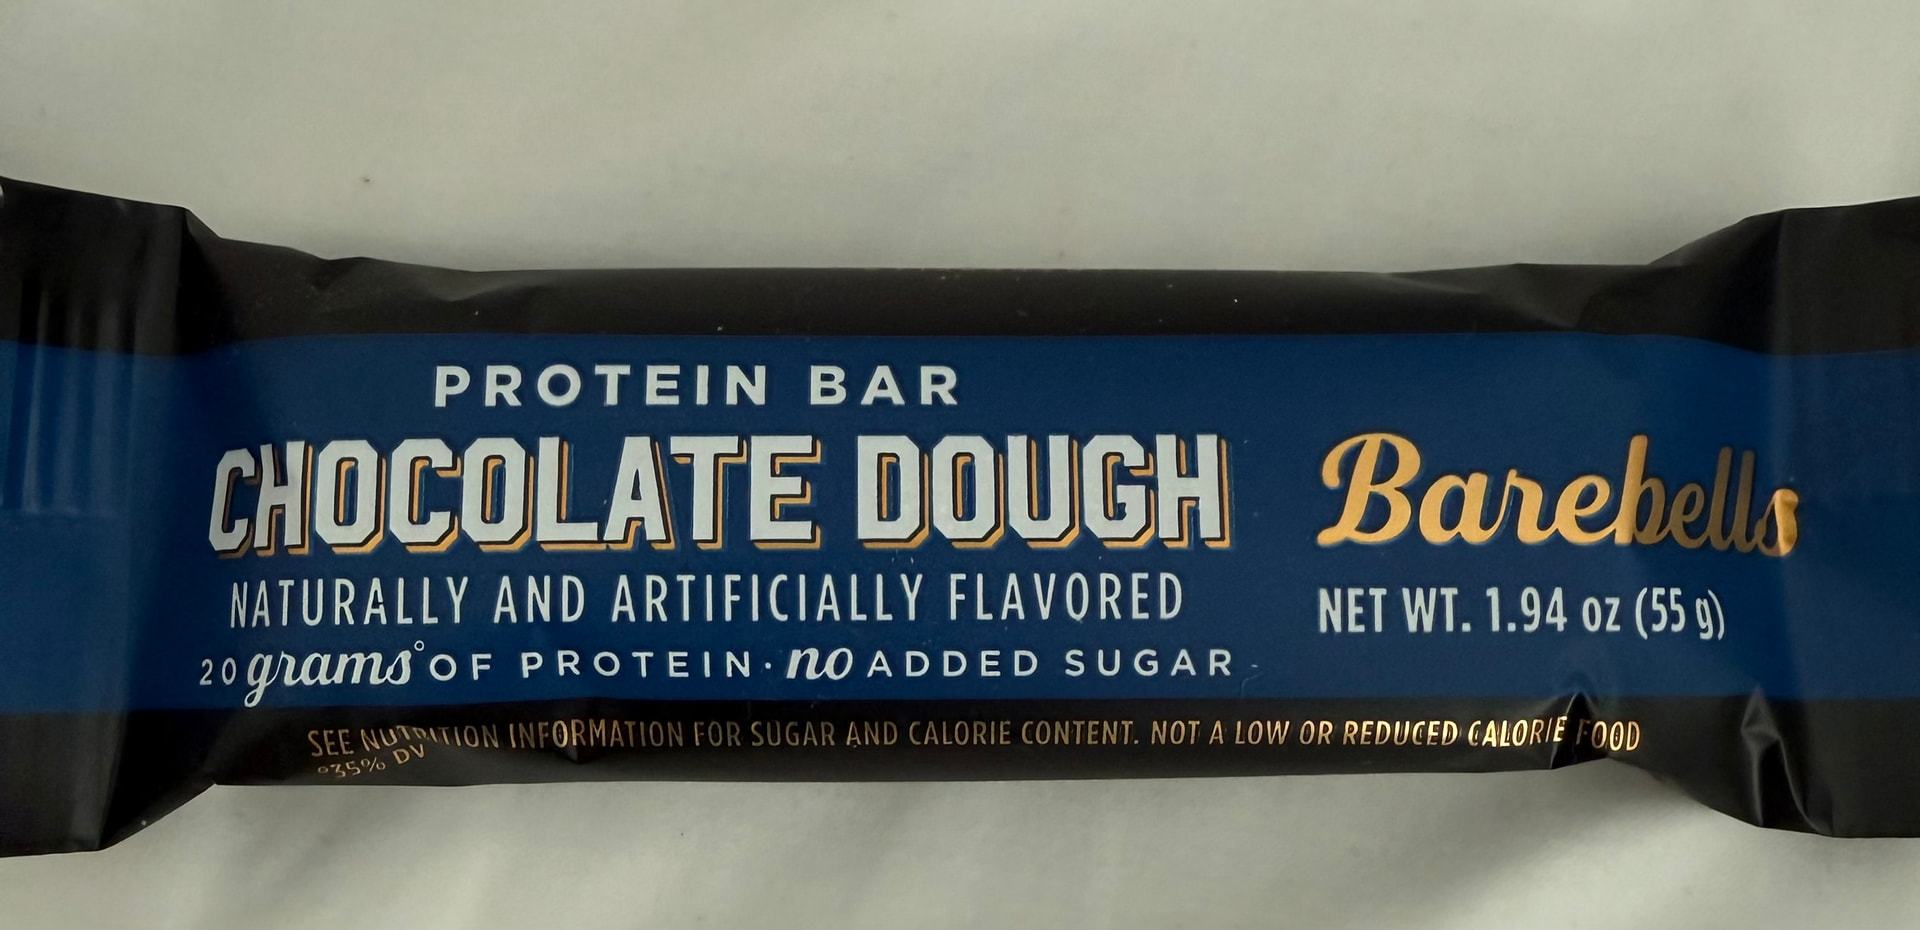 PROTEIN BAR
CHOCOLATE DOUGH
NATURALLY AND ARTIFICIALLY FLAVORED
20 grams° OF PROTEIN · no ADDED SUGAR -
Barebells
NET WT. 1.94 oz (55 g)
SEE NUTRITION INFORMATION FOR SUGAR AND CALORIE CONTENT. NOT A LOW OR REDUCED CALORIE FOOD
°35% DV